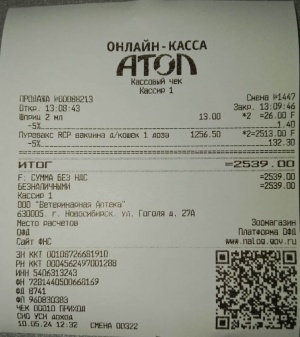 ОНЛАЙН-КАССА
АТОЛ
Кассовый чек
Кассир 1
ПРОДАЖА №00088213 Смена №1447
Откр. 13:08:43 Закр. 13:09:46
Шприц 2 мл 13.00 *2 =26.00 F
-5% 1.40
Пуревакс RCP вакцина д/кошек 1 доза 1256.50 *2=2513.00 F
-5% 132.30
ИТОГ =2539.00
F: СУММА БЕЗ НДС =2539.00
БЕЗНАЛИЧНЫМИ =2539.00
Кассир 1
ООО "Ветеринарная Аптека"
630005, г. Новосибирск, ул. Гоголя д. 27А
Место расчетов Зоомагазин
ОФД Платформа ОФД
Сайт ФНС www.nalog.gov.ru
ЗН ККТ 00108726681910
РН ККТ 0004562497001288
ИНН 5406313243
ФН 7281440500668169
ФД 8741
ФП 960830383
ЧЕК 00010 ПРИХОД
СНО УСН доход
10.05.24 12:32 СМЕНА 00322